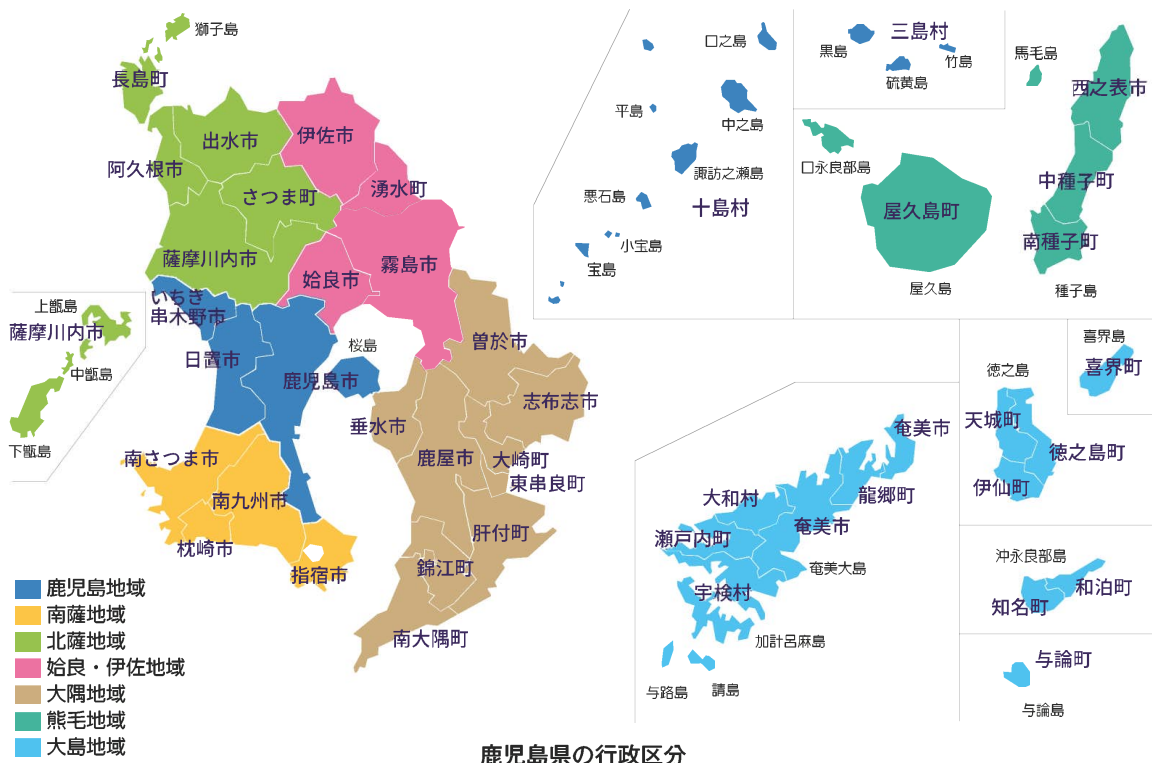 獅子島
長島町
出水市
阿久根市
伊佐市
さつま町
湧水町
薩摩川内市
姶良市
霧島市
いちき
串木野市
日置市
桜島
鹿児島市
曽於市
志布志市
垂水市
鹿屋市
大崎町
東串良町
肝付町
錦江町
南大隅町
南さつま市
南九州市
枕崎市
指宿市
上甑島
薩摩川内市
中甑島
下甑島
口之島
平島
中之島
諏訪之瀬島
悪石島
十島村
小宝島
宝島
三島村
黒島
竹島
硫黄島
馬毛島
西之表市
口永良部島
中種子町
屋久島町
南種子町
屋久島
種子島
奄美市
龍郷町
大和村
奄美市
瀬戸内町
奄美大島
宇検村
加計呂麻島
与路島
請島
喜界島
喜界町
徳之島
天城町
徳之島町
伊仙町
沖永良部島
和泊町
知名町
与論町
与論島
鹿児島地域
南薩地域
北薩地域
姶良・伊佐地域
大隅地域
熊毛地域
大島地域
鹿児島県の行政区分